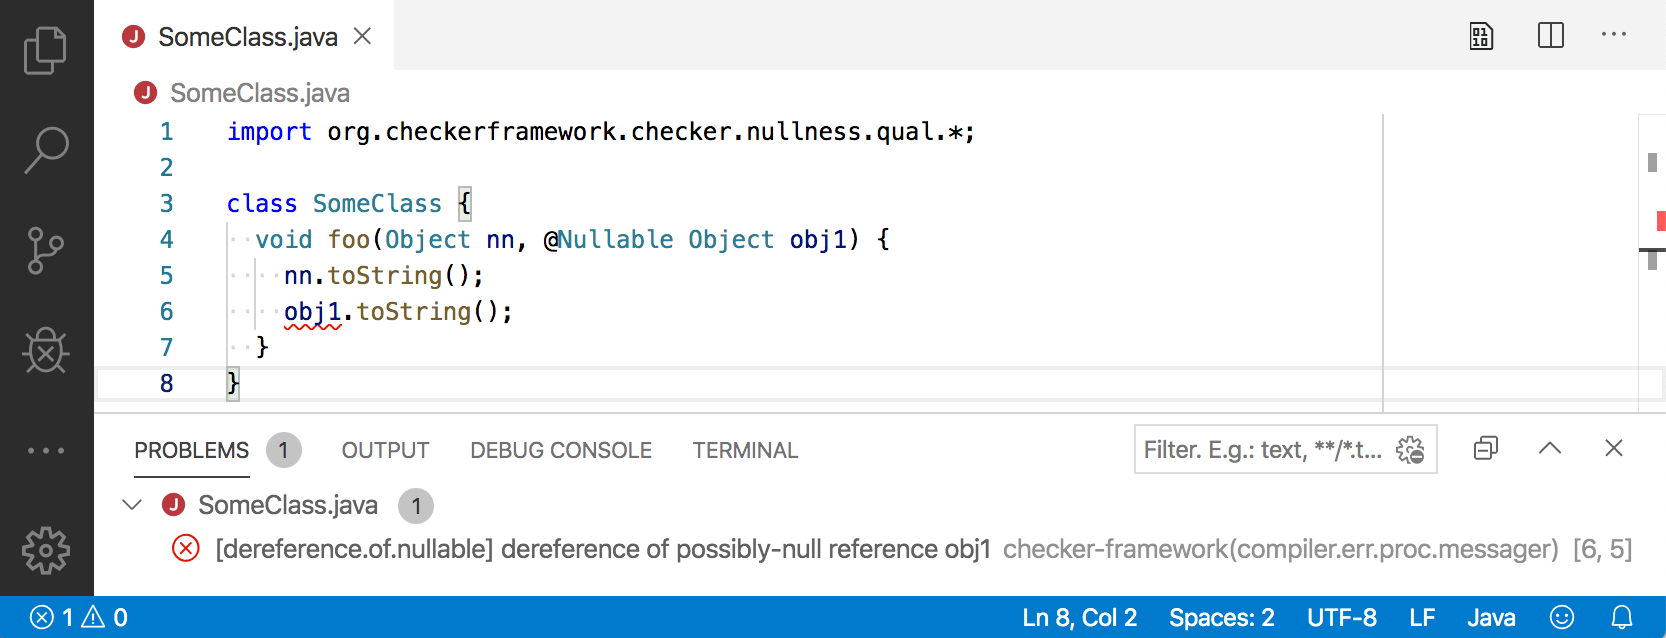 J SomeClass.java
J SomeClass.java
1 import org.checkerframework.checker.nullness.qual.*;
2
3 class SomeClass {
4 void foo(Object nn, @Nullable Object obj1) {
5 nn.toString();
6 obj1.toString();
7 }
8 }
PROBLEMS 1 OUTPUT DEBUG CONSOLE TERMINAL Filter. E.g.: text, **/*.t...
J SomeClass.java 1
[dereference.of.nullable] dereference of possibly-null reference obj1 checker-framework(compiler.err.proc.messager) [6, 5]
1 0 Ln 8, Col 2 Spaces: 2 UTF-8 LF Java